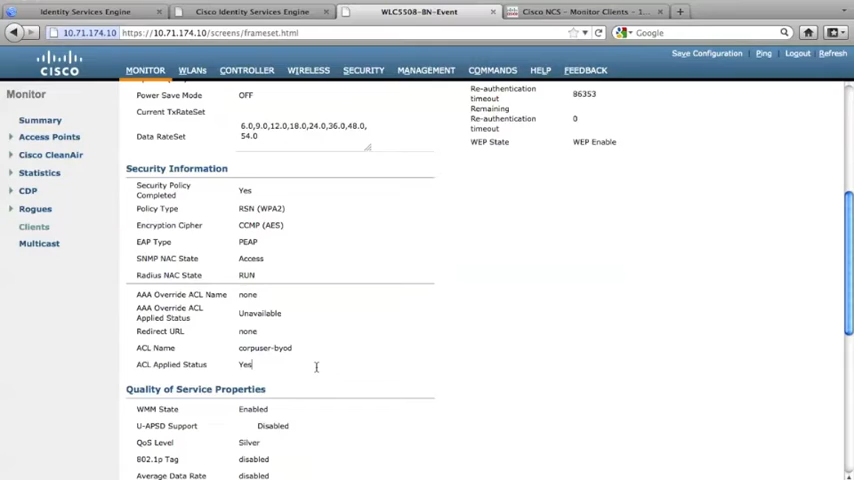 Identity Services Engine
Cisco Identity Services Engine
WLC5508-BN-Event
Cisco NCS - Monitor Clients - 1...
10.71.174.10
https://10.71.174.10/screens/frameset.html
Google
Save Configuration
Ping
Logout
Refresh
CISCO
MONITOR
WLANs
CONTROLLER
WIRELESS
SECURITY
MANAGEMENT
COMMANDS
HELP
FEEDBACK
Monitor
Summary
Access Points
Cisco CleanAir
Statistics
CDP
Rogues
Clients
Multicast
Power Save Mode OFF
Current TxRateSet
Data RateSet
6.0,9.0,12.0,18.0,24.0,36.0,48.0,
54.0
Re-authentication
timeout 86353
Remaining
Re-authentication
timeout 0
WEP State WEP Enable
Security Information
Security Policy
Completed Yes
Policy Type RSN (WPA2)
Encryption Cipher CCMP (AES)
EAP Type PEAP
SNMP NAC State Access
Radius NAC State RUN
AAA Override ACL Name none
AAA Override ACL
Applied Status Unavailable
Redirect URL none
ACL Name corpuser-byod
ACL Applied Status Yes
Quality of Service Properties
WMM State Enabled
U-APSD Support Disabled
QoS Level Silver
802.1p Tag disabled
Average Data Rate disabled